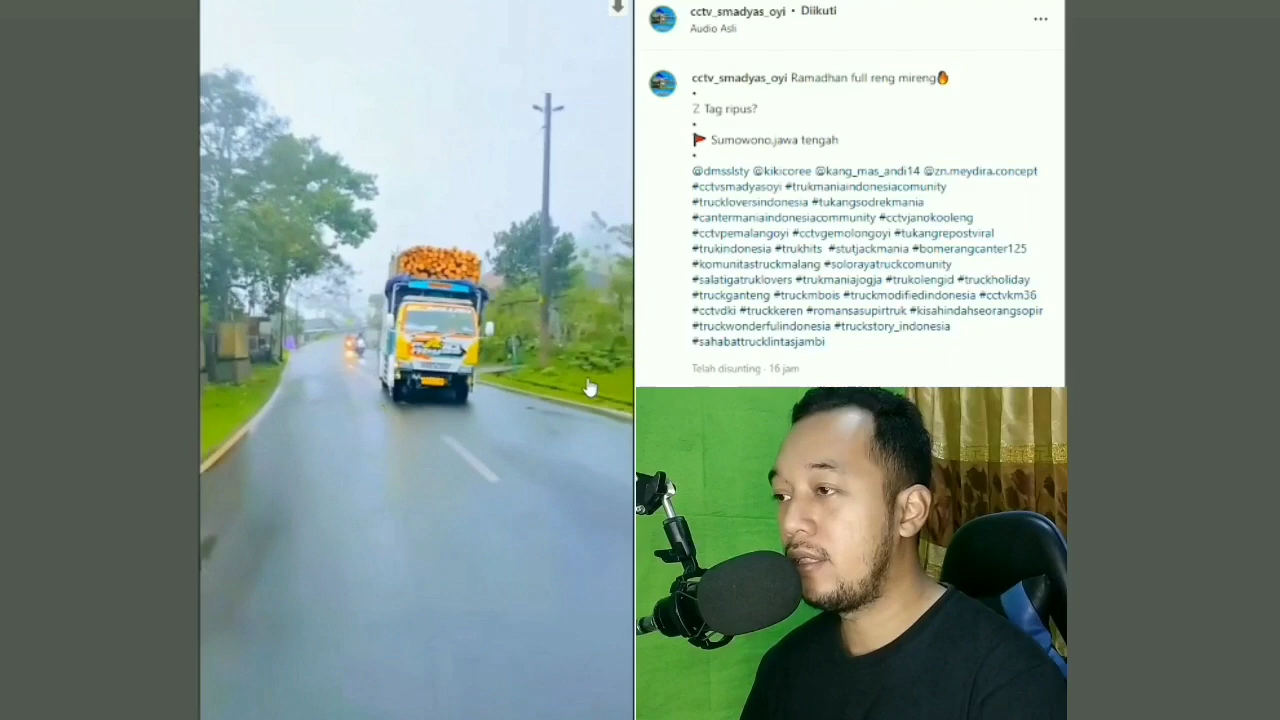 cctv_smadyas_oyi • Diikuti
Audio Asli
cctv_smadyas_oyi Ramadhan full reng mireng🔥
•
Tag ripus?
•
🚩 Sumowono,jawa tengah
•
@dmsslsty @kikicoree @kang_mas_andi14 @zn.meydira.concept
#cctvsmadyasoyi #trukmaniaindonesiacomunity
#truckloversindonesia #tukangsodrekmania
#cantermaniaindonesiacommunity #cctvjanokooleng
#cctvpemalangoyi #cctvgemolongoyi #tukangrepostviral
#trukindonesia #trukhits #stutjackmania #bomerangcanter125
#komunitastruckmalang #solorayatruckcomunity
#salatigatruklovers #trukmaniajogja #trukolengid #truckholiday
#truckganteng #truckmbois #truckmodifiedindonesia #cctvkm36
#cctvdki #truckkeren #romansasupirtruk #kisahindahseorangsopir
#truckwonderfulindonesia #truckstory_indonesia
#sahabattrucklintasjambi
Telah disunting · 16 jam